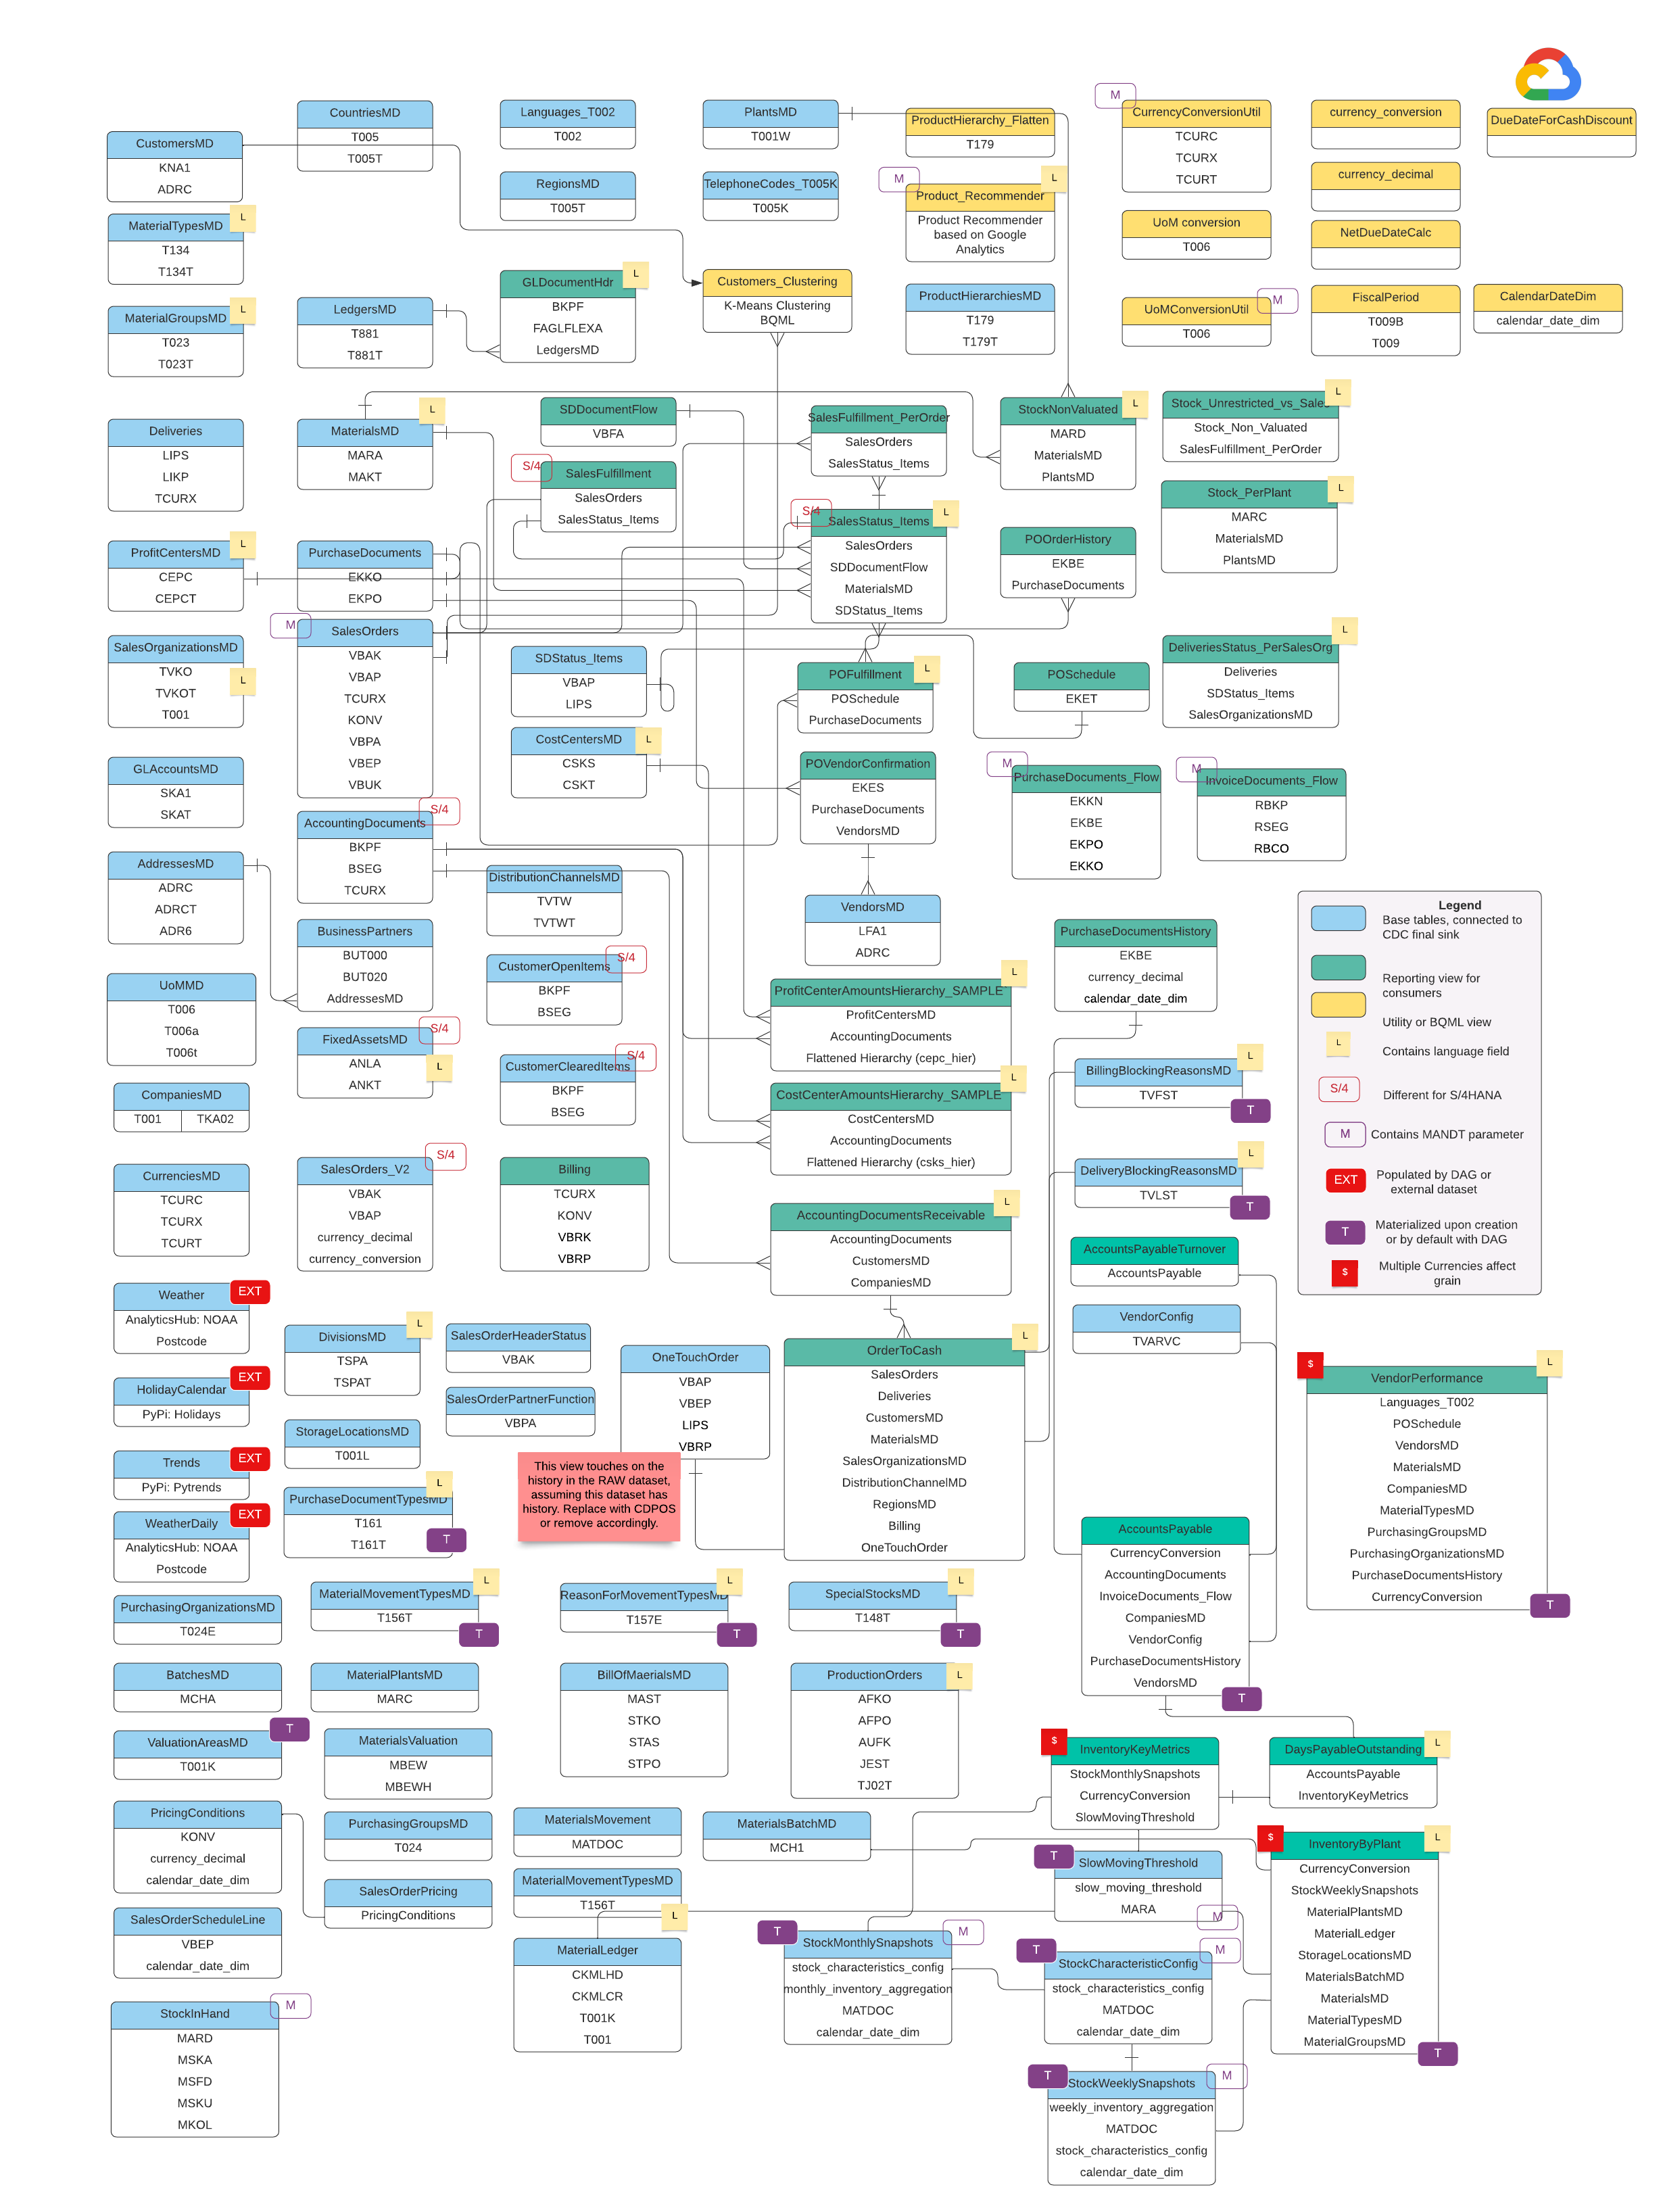 CustomersMD
KNA1
ADRC
CountriesMD
T005
T005T
Languages_T002
T002
PlantsMD
T001W
ProductHierarchy_Flatten
T179
M
CurrencyConversionUtil
TCURC
TCURX
TCURT
currency_conversion
DueDateForCashDiscount
MaterialTypesMD
L
T134
T134T
RegionsMD
T005T
TelephoneCodes_T005K
T005K
M
L
Product_Recommender
Product Recommender
based on Google
Analytics
UoM conversion
T006
currency_decimal
NetDueDateCalc
MaterialGroupsMD
L
T023
T023T
LedgersMD
T881
T881T
GLDocumentHdr
L
BKPF
FAGLFLEXA
LedgersMD
Customers_Clustering
K-Means Clustering
BQML
ProductHierarchiesMD
T179
T179T
UoMConversionUtil
M
T006
FiscalPeriod
T009B
T009
CalendarDateDim
calendar_date_dim
Deliveries
LIPS
LIKP
TCURX
MaterialsMD
L
MARA
MAKT
SDDocumentFlow
VBFA
SalesFulfillment_PerOrder
SalesOrders
SalesStatus_Items
StockNonValuated
L
MARD
MaterialsMD
PlantsMD
Stock_Unrestricted_vs_Sales
L
Stock_Non_Valuated
SalesFulfillment_PerOrder
S/4
SalesFulfillment
SalesOrders
SalesStatus_Items
S/4
SalesStatus_Items
L
SalesOrders
SDDocumentFlow
MaterialsMD
SDStatus_Items
Stock_PerPlant
L
MARC
MaterialsMD
PlantsMD
ProfitCentersMD
L
CEPC
CEPCT
PurchaseDocuments
EKKO
EKPO
POOrderHistory
EKBE
PurchaseDocuments
SalesOrganizationsMD
L
TVKO
TVKOT
T001
M
SalesOrders
VBAK
VBAP
TCURX
KONV
VBPA
VBEP
VBUK
SDStatus_Items
VBAP
LIPS
POFulfillment
L
POSchedule
PurchaseDocuments
POSchedule
EKET
DeliveriesStatus_PerSalesOrg
L
Deliveries
SDStatus_Items
SalesOrganizationsMD
GLAccountsMD
SKA1
SKAT
CostCentersMD
L
CSKS
CSKT
POVendorConfirmation
EKES
PurchaseDocuments
VendorsMD
M
PurchaseDocuments_Flow
EKKN
EKBE
EKPO
EKKO
M
InvoiceDocuments_Flow
RBKP
RSEG
RBCO
AddressesMD
ADRC
ADRCT
ADR6
AccountingDocuments
S/4
BKPF
BSEG
TCURX
DistributionChannelsMD
TVTW
TVTWT
VendorsMD
LFA1
ADRC
Legend
Base tables, connected to
CDC final sink
Reporting view for
consumers
Utility or BQML view
L
Contains language field
S/4
Different for S/4HANA
M
Contains MANDT parameter
EXT
Populated by DAG or
external dataset
T
Materialized upon creation
or by default with DAG
$
Multiple Currencies affect
grain
BusinessPartners
BUT000
BUT020
AddressesMD
CustomerOpenItems
S/4
BKPF
BSEG
PurchaseDocumentsHistory
EKBE
currency_decimal
calendar_date_dim
UoMMD
T006
T006a
T006t
FixedAssetsMD
S/4
L
ANLA
ANKT
CustomerClearedItems
S/4
BKPF
BSEG
ProfitCenterAmountsHierarchy_SAMPLE
L
ProfitCentersMD
AccountingDocuments
Flattened Hierarchy (cepc_hier)
CostCenterAmountsHierarchy_SAMPLE
L
CostCentersMD
AccountingDocuments
Flattened Hierarchy (csks_hier)
BillingBlockingReasonsMD
L
TVFST
T
CompaniesMD
T001
TKA02
DeliveryBlockingReasonsMD
L
TVLST
T
CurrenciesMD
TCURC
TCURX
TCURT
SalesOrders_V2
S/4
VBAK
VBAP
currency_decimal
currency_conversion
Billing
TCURX
KONV
VBRK
VBRP
AccountingDocumentsReceivable
L
AccountingDocuments
CustomersMD
CompaniesMD
AccountsPayableTurnover
AccountsPayable
Weather
EXT
AnalyticsHub: NOAA
Postcode
DivisionsMD
L
TSPA
TSPAT
SalesOrderHeaderStatus
VBAK
OneTouchOrder
VBAP
VBEP
LIPS
VBRP
OrderToCash
L
SalesOrders
Deliveries
CustomersMD
MaterialsMD
SalesOrganizationsMD
DistributionChannelMD
RegionsMD
Billing
OneTouchOrder
VendorConfig
TVARVC
$
VendorPerformance
L
Languages_T002
POSchedule
VendorsMD
MaterialsMD
CompaniesMD
MaterialTypesMD
PurchasingGroupsMD
PurchasingOrganizationsMD
PurchaseDocumentsHistory
CurrencyConversion
T
HolidayCalendar
EXT
PyPi: Holidays
SalesOrderPartnerFunction
VBPA
StorageLocationsMD
T001L
Trends
EXT
PyPi: Pytrends
This view touches on the
history in the RAW dataset,
assuming this dataset has
history. Replace with CDPOS
or remove accordingly.
PurchaseDocumentTypesMD
L
T161
T161T
T
WeatherDaily
EXT
AnalyticsHub: NOAA
Postcode
AccountsPayable
CurrencyConversion
AccountingDocuments
InvoiceDocuments_Flow
CompaniesMD
VendorConfig
PurchaseDocumentsHistory
VendorsMD
T
PurchasingOrganizationsMD
T024E
MaterialMovementTypesMD
L
T156T
T
ReasonForMovementTypesMD
L
T157E
T
SpecialStocksMD
L
T148T
T
BatchesMD
MCHA
MaterialPlantsMD
MARC
BillOfMaerialsMD
MAST
STKO
STAS
STPO
ProductionOrders
L
AFKO
AFPO
AUFK
JEST
TJ02T
ValuationAreasMD
T
T001K
MaterialsValuation
MBEW
MBEWH
$
InventoryKeyMetrics
StockMonthlySnapshots
CurrencyConversion
SlowMovingThreshold
DaysPayableOutstanding
L
AccountsPayable
InventoryKeyMetrics
PricingConditions
KONV
currency_decimal
calendar_date_dim
PurchasingGroupsMD
T024
MaterialsMovement
MATDOC
MaterialsBatchMD
MCH1
$
InventoryByPlant
L
CurrencyConversion
StockWeeklySnapshots
MaterialPlantsMD
MaterialLedger
StorageLocationsMD
MaterialsBatchMD
MaterialsMD
MaterialTypesMD
MaterialGroupsMD
T
T
SlowMovingThreshold
slow_moving_threshold
MARA
M
SalesOrderPricing
PricingConditions
MaterialMovementTypesMD
T156T
SalesOrderScheduleLine
VBEP
calendar_date_dim
L
MaterialLedger
CKMLHD
CKMLCR
T001K
T001
T
StockMonthlySnapshots
M
stock_characteristics_config
monthly_inventory_aggregation
MATDOC
calendar_date_dim
T
StockCharacteristicConfig
M
stock_characteristics_config
MATDOC
calendar_date_dim
StockInHand
M
MARD
MSKA
MSFD
MSKU
MKOL
T
StockWeeklySnapshots
M
weekly_inventory_aggregation
MATDOC
stock_characteristics_config
calendar_date_dim